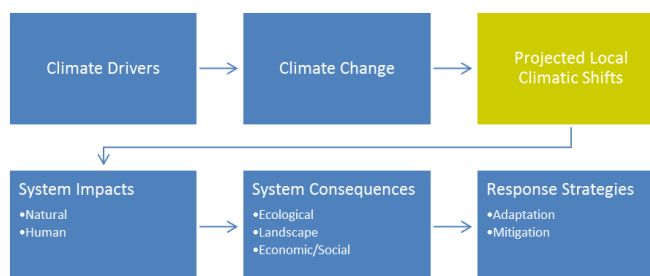 Climate Drivers
Climate Change
Projected Local
Climatic Shifts
System Impacts
•Natural
•Human
System Consequences
•Ecological
•Landscape
•Economic/Social
Response Strategies
•Adaptation
•Mitigation